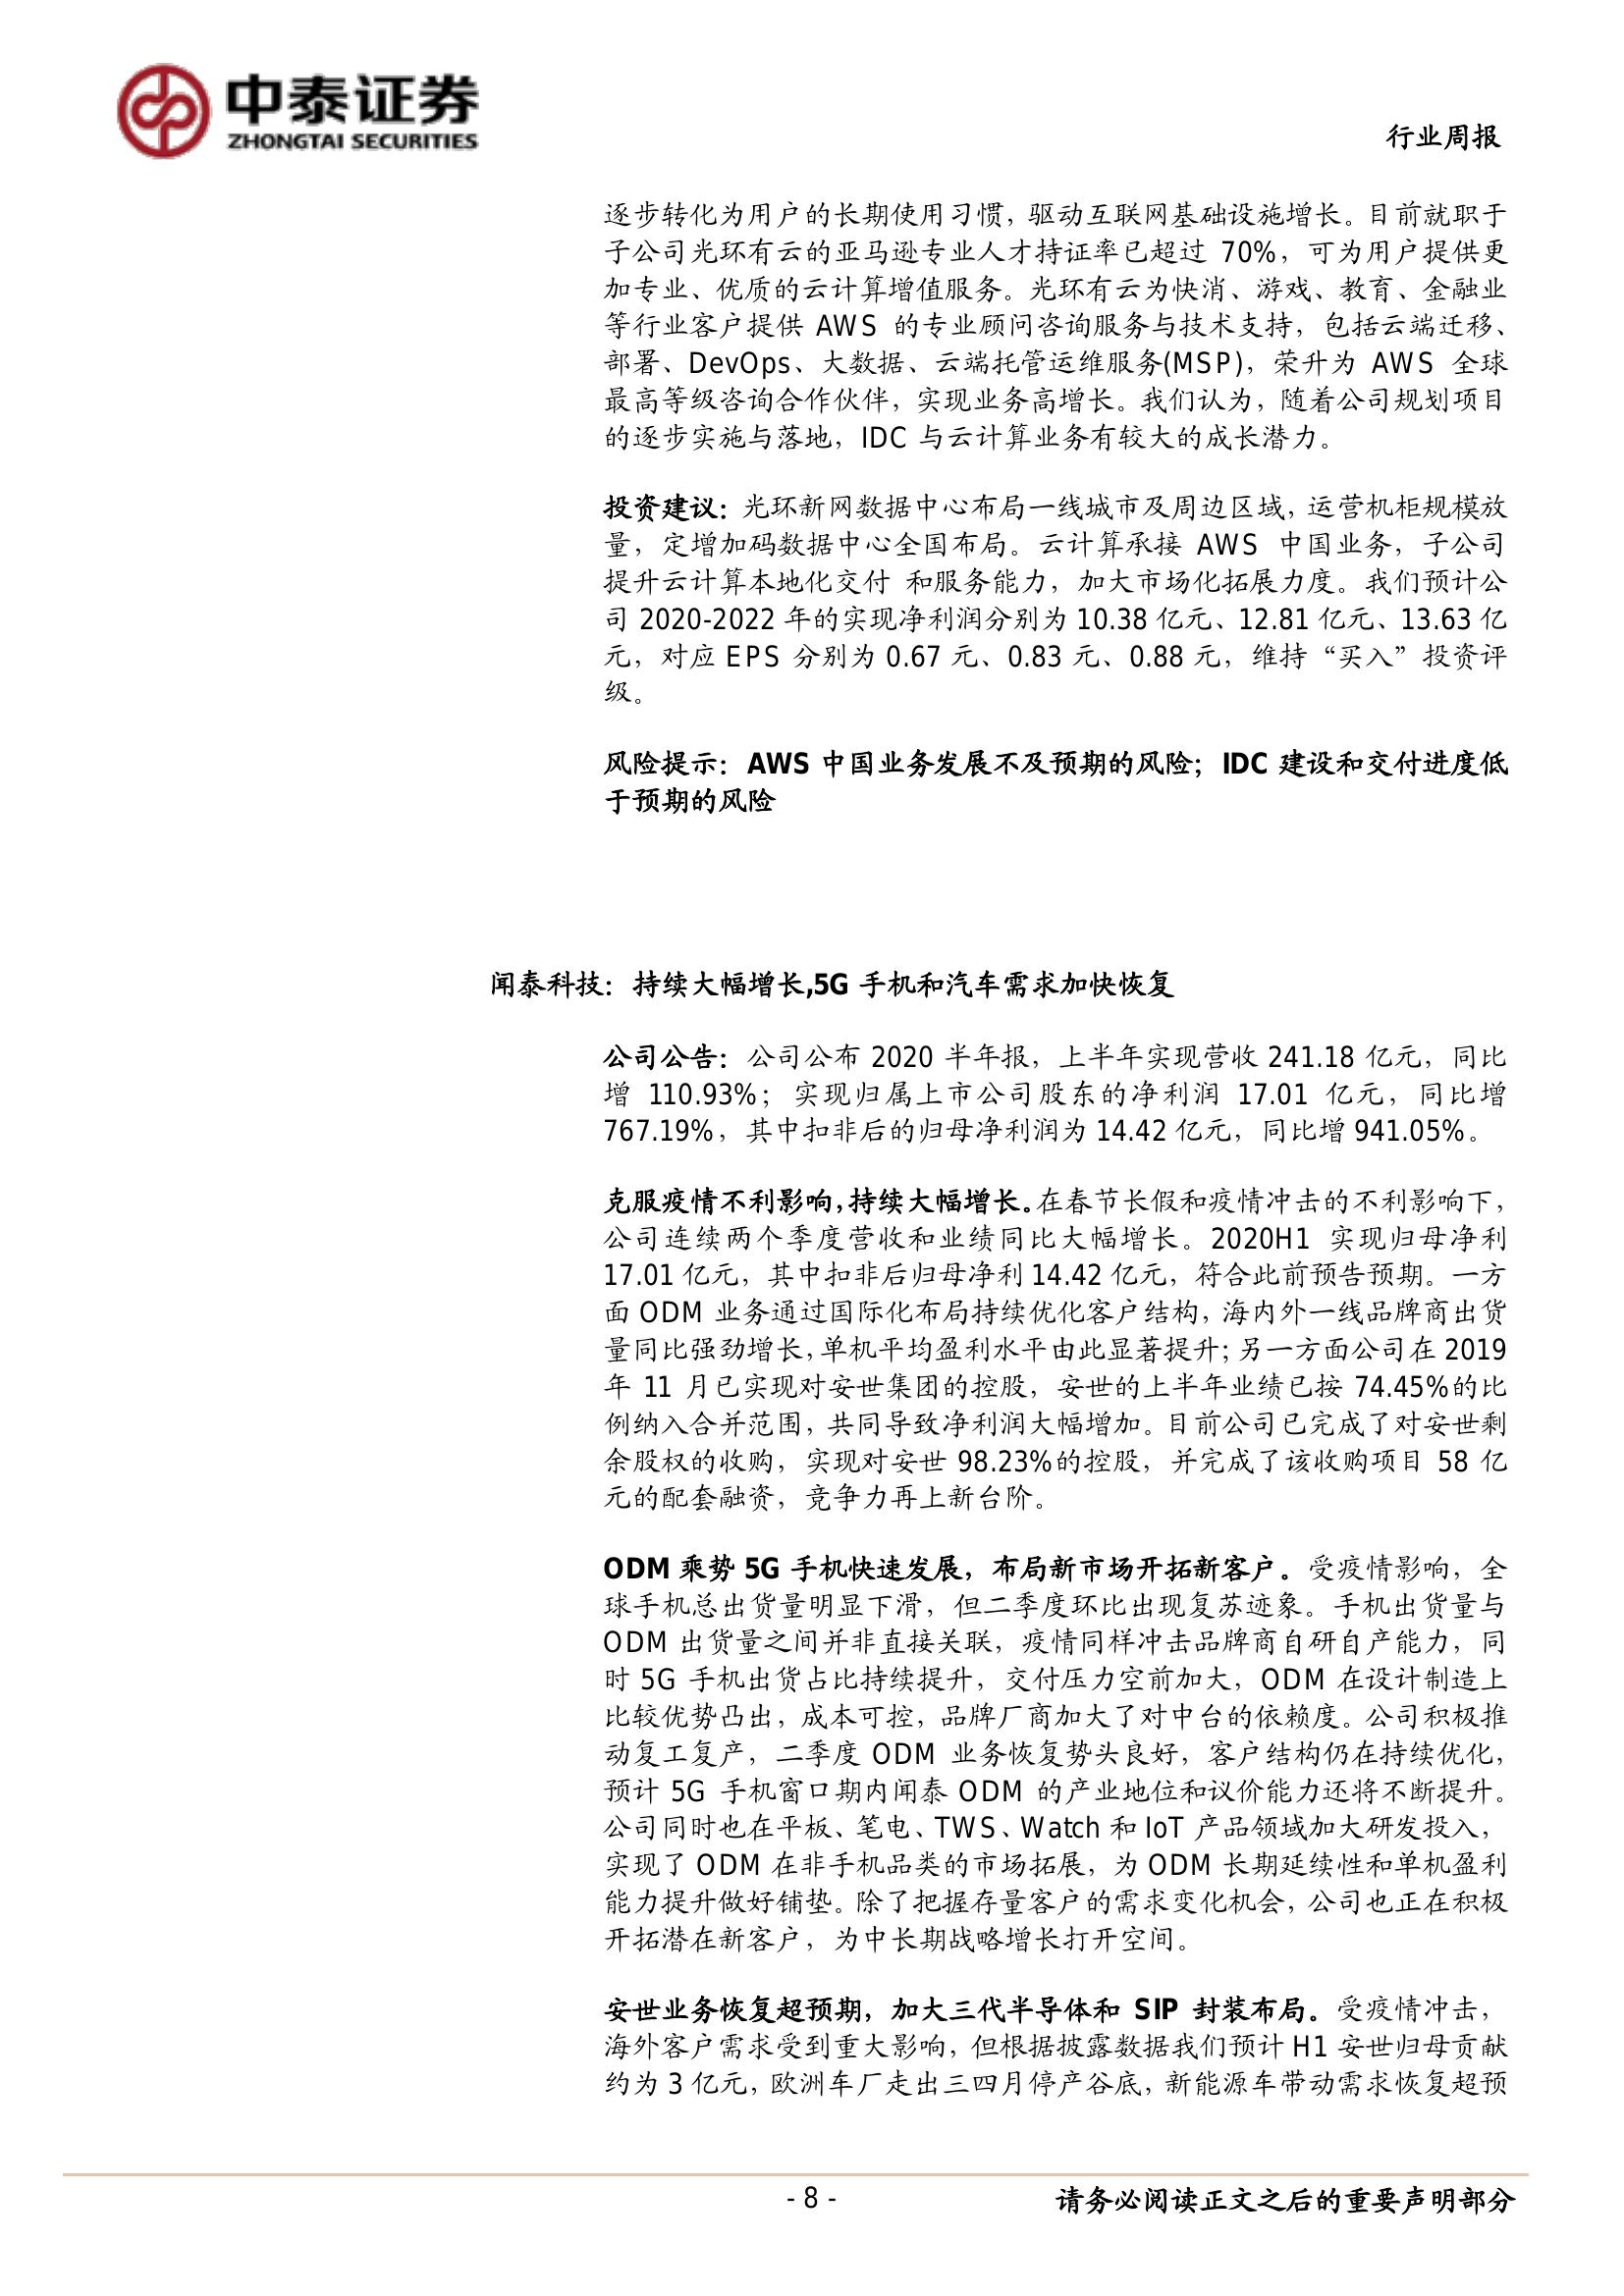 中泰证券
ZHONGTAI SECURITIES
行业周报
逐步转化为用户的长期使用习惯，驱动互联网基础设施增长。目前就职于
子公司光环有云的亚马逊专业人才持证率已超过 70%，可为用户提供更
加专业、优质的云计算增值服务。光环有云为快消、游戏、教育、金融业
等行业客户提供 AWS 的专业顾问咨询服务与技术支持，包括云端迁移、
部署、DevOps、大数据、云端托管运维服务(MSP)，荣升为 AWS 全球
最高等级咨询合作伙伴，实现业务高增长。我们认为，随着公司规划项目
的逐步实施与落地，IDC 与云计算业务有较大的成长潜力。
投资建议：光环新网数据中心布局一线城市及周边区域，运营机柜规模放
量，定增加码数据中心全国布局。云计算承接 AWS 中国业务，子公司
提升云计算本地化交付 和服务能力，加大市场化拓展力度。我们预计公
司 2020-2022 年的实现净利润分别为 10.38 亿元、12.81 亿元、13.63 亿
元，对应 EPS 分别为 0.67 元、0.83 元、0.88 元，维持“买入”投资评
级。
风险提示：AWS 中国业务发展不及预期的风险；IDC 建设和交付进度低
于预期的风险
闻泰科技：持续大幅增长,5G 手机和汽车需求加快恢复
公司公告：公司公布 2020 半年报，上半年实现营收 241.18 亿元，同比
增 110.93%；实现归属上市公司股东的净利润 17.01 亿元，同比增
767.19%，其中扣非后的归母净利润为 14.42 亿元，同比增 941.05%。
克服疫情不利影响，持续大幅增长。在春节长假和疫情冲击的不利影响下，
公司连续两个季度营收和业绩同比大幅增长。2020H1 实现归母净利
17.01 亿元，其中扣非后归母净利 14.42 亿元，符合此前预告预期。一方
面 ODM 业务通过国际化布局持续优化客户结构，海内外一线品牌商出货
量同比强劲增长，单机平均盈利水平由此显著提升；另一方面公司在 2019
年 11 月已实现对安世集团的控股，安世的上半年业绩已按 74.45%的比
例纳入合并范围，共同导致净利润大幅增加。目前公司已完成了对安世剩
余股权的收购，实现对安世 98.23%的控股，并完成了该收购项目 58 亿
元的配套融资，竞争力再上新台阶。
ODM 乘势 5G 手机快速发展，布局新市场开拓新客户。受疫情影响，全
球手机总出货量明显下滑，但二季度环比出现复苏迹象。手机出货量与
ODM 出货量之间并非直接关联，疫情同样冲击品牌商自研自产能力，同
时 5G 手机出货占比持续提升，交付压力空前加大，ODM 在设计制造上
比较优势凸出，成本可控，品牌厂商加大了对中台的依赖度。公司积极推
动复工复产，二季度 ODM 业务恢复势头良好，客户结构仍在持续优化，
预计 5G 手机窗口期内闻泰 ODM 的产业地位和议价能力还将不断提升。
公司同时也在平板、笔电、TWS、Watch 和 IoT 产品领域加大研发投入，
实现了 ODM 在非手机品类的市场拓展，为 ODM 长期延续性和单机盈利
能力提升做好铺垫。除了把握存量客户的需求变化机会，公司也正在积极
开拓潜在新客户，为中长期战略增长打开空间。
安世业务恢复超预期，加大三代半导体和 SIP 封装布局。受疫情冲击，
海外客户需求受到重大影响，但根据披露数据我们预计 H1 安世归母贡献
约为 3 亿元，欧洲车厂走出三四月停产谷底，新能源车带动需求恢复超预
- 8 -
请务必阅读正文之后的重要声明部分